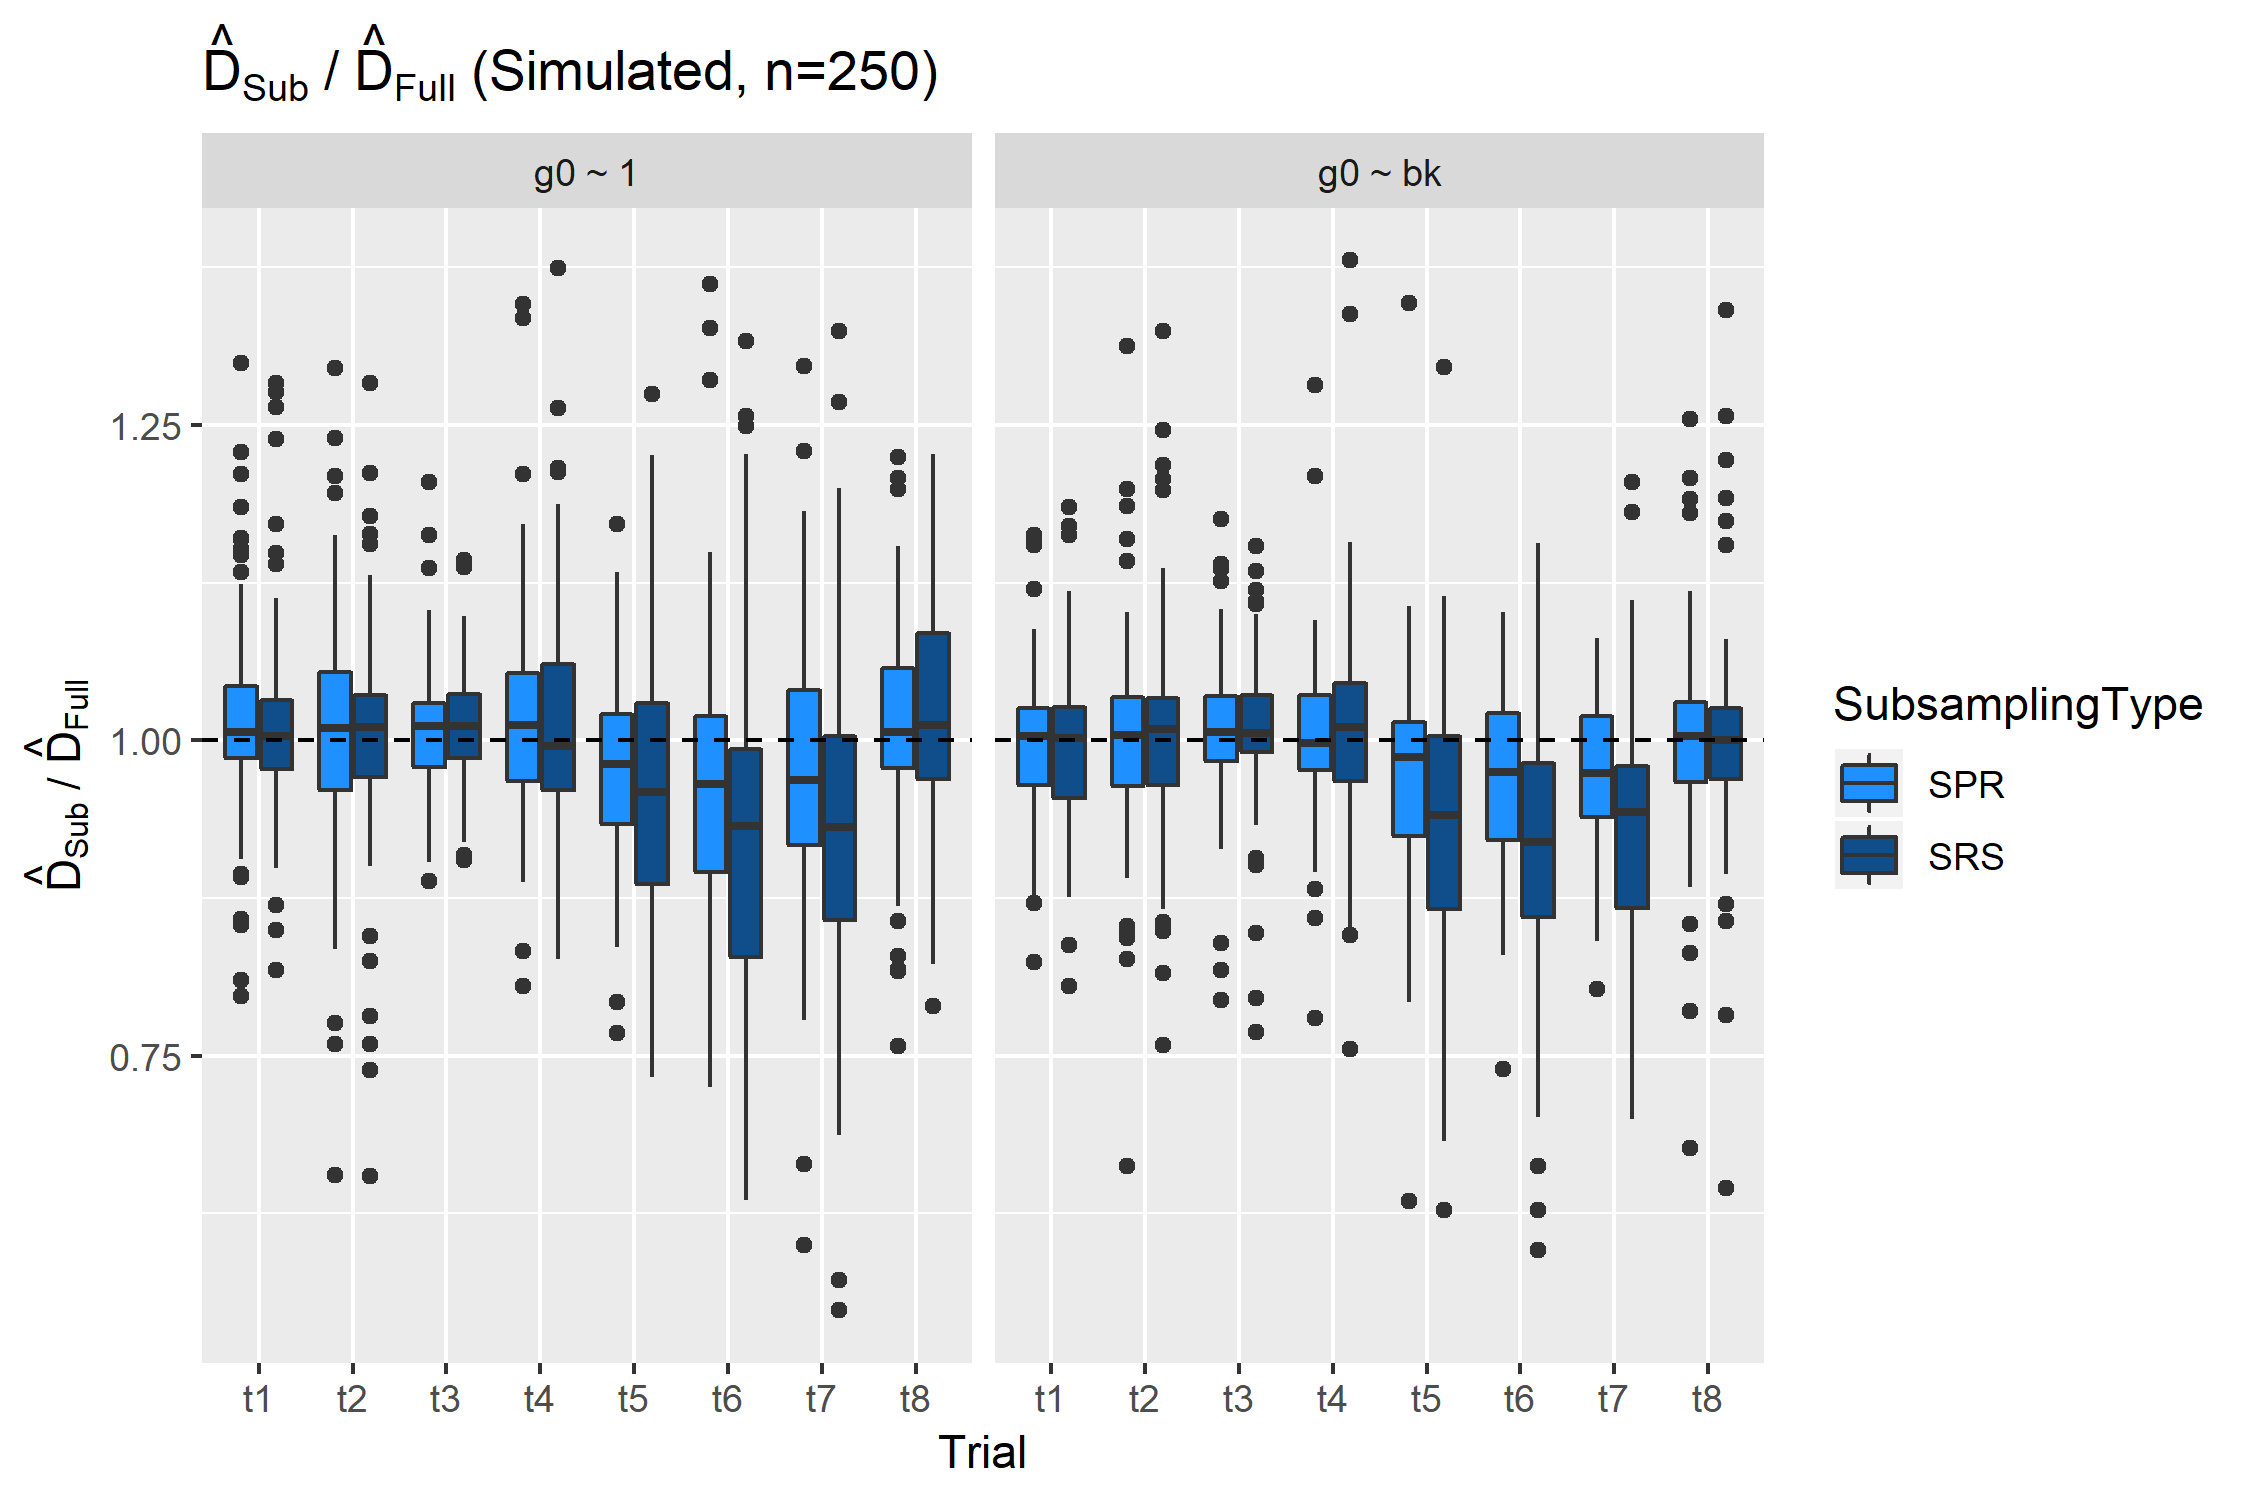 D̂Sub / D̂Full (Simulated, n=250)
g0 ~ 1
g0 ~ bk
1.25
1.00
0.75
D̂Sub / D̂Full
t1 t2 t3 t4 t5 t6 t7 t8
t1 t2 t3 t4 t5 t6 t7 t8
Trial
SubsamplingType
SPR
SRS